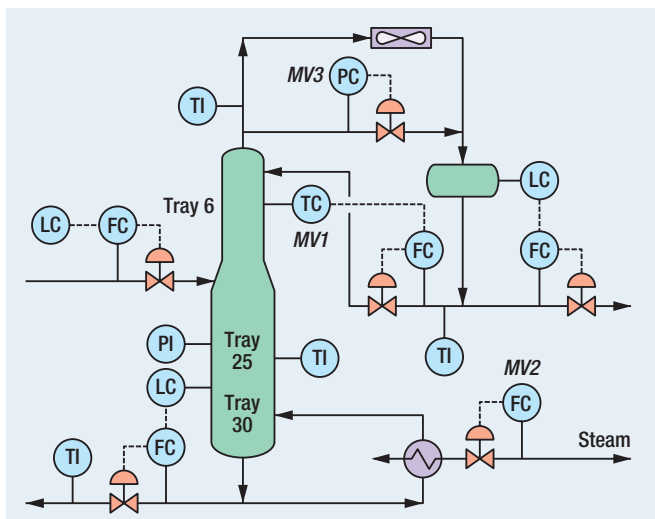 MV3
PC
TI
Tray 6
TC
LC
LC
FC
MV1
FC
FC
PI
Tray
25
TI
TI
MV2
LC
Tray
30
FC
TI
FC
Steam